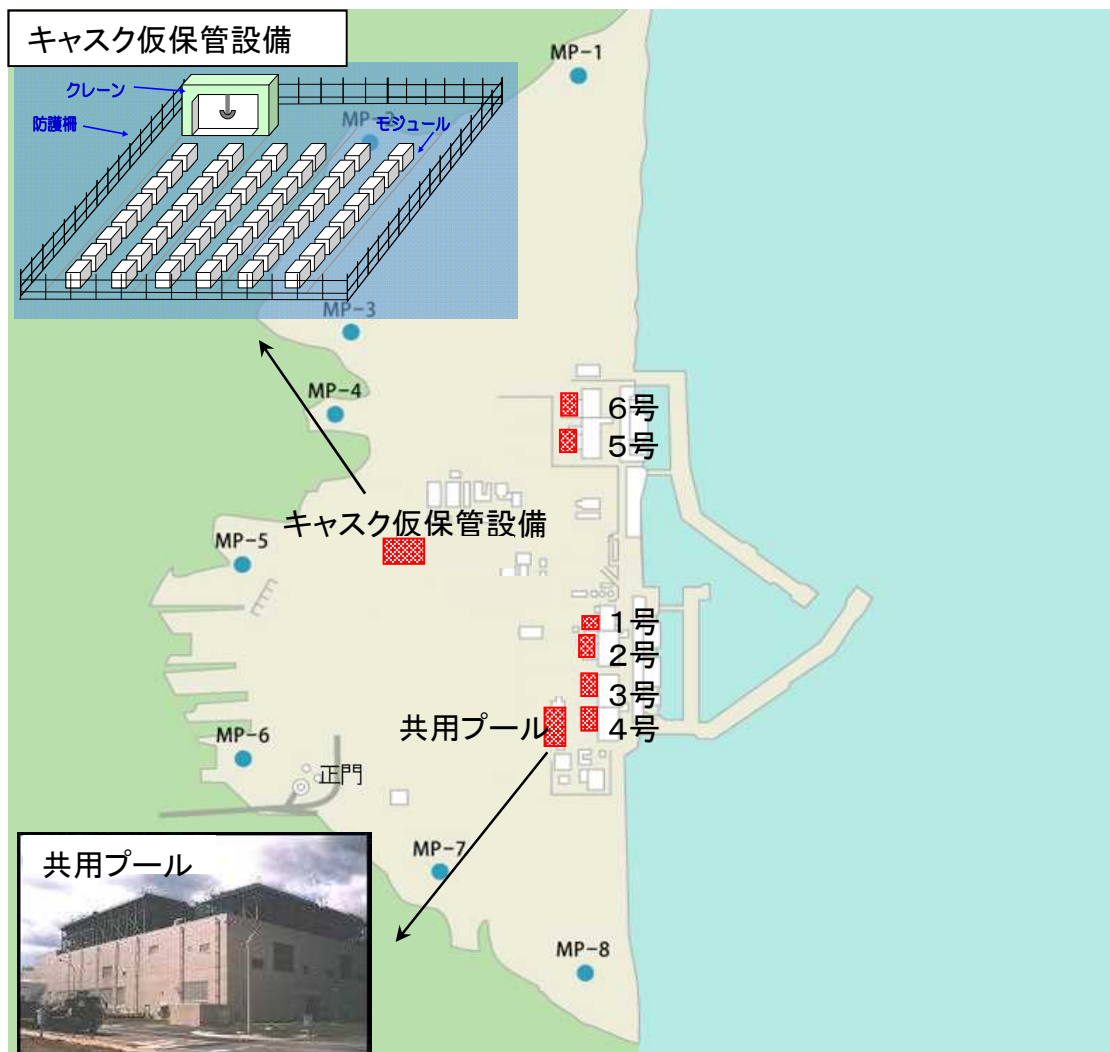 キャスク仮保管設備
MP-1
クレーン
防護柵
MP-2
モジュール
MP-3
MP-4
6号
5号
キャスク仮保管設備
MP-5
1号
2号
3号
共用プール
4号
MP-6
正門
共用プール
MP-7
MP-8